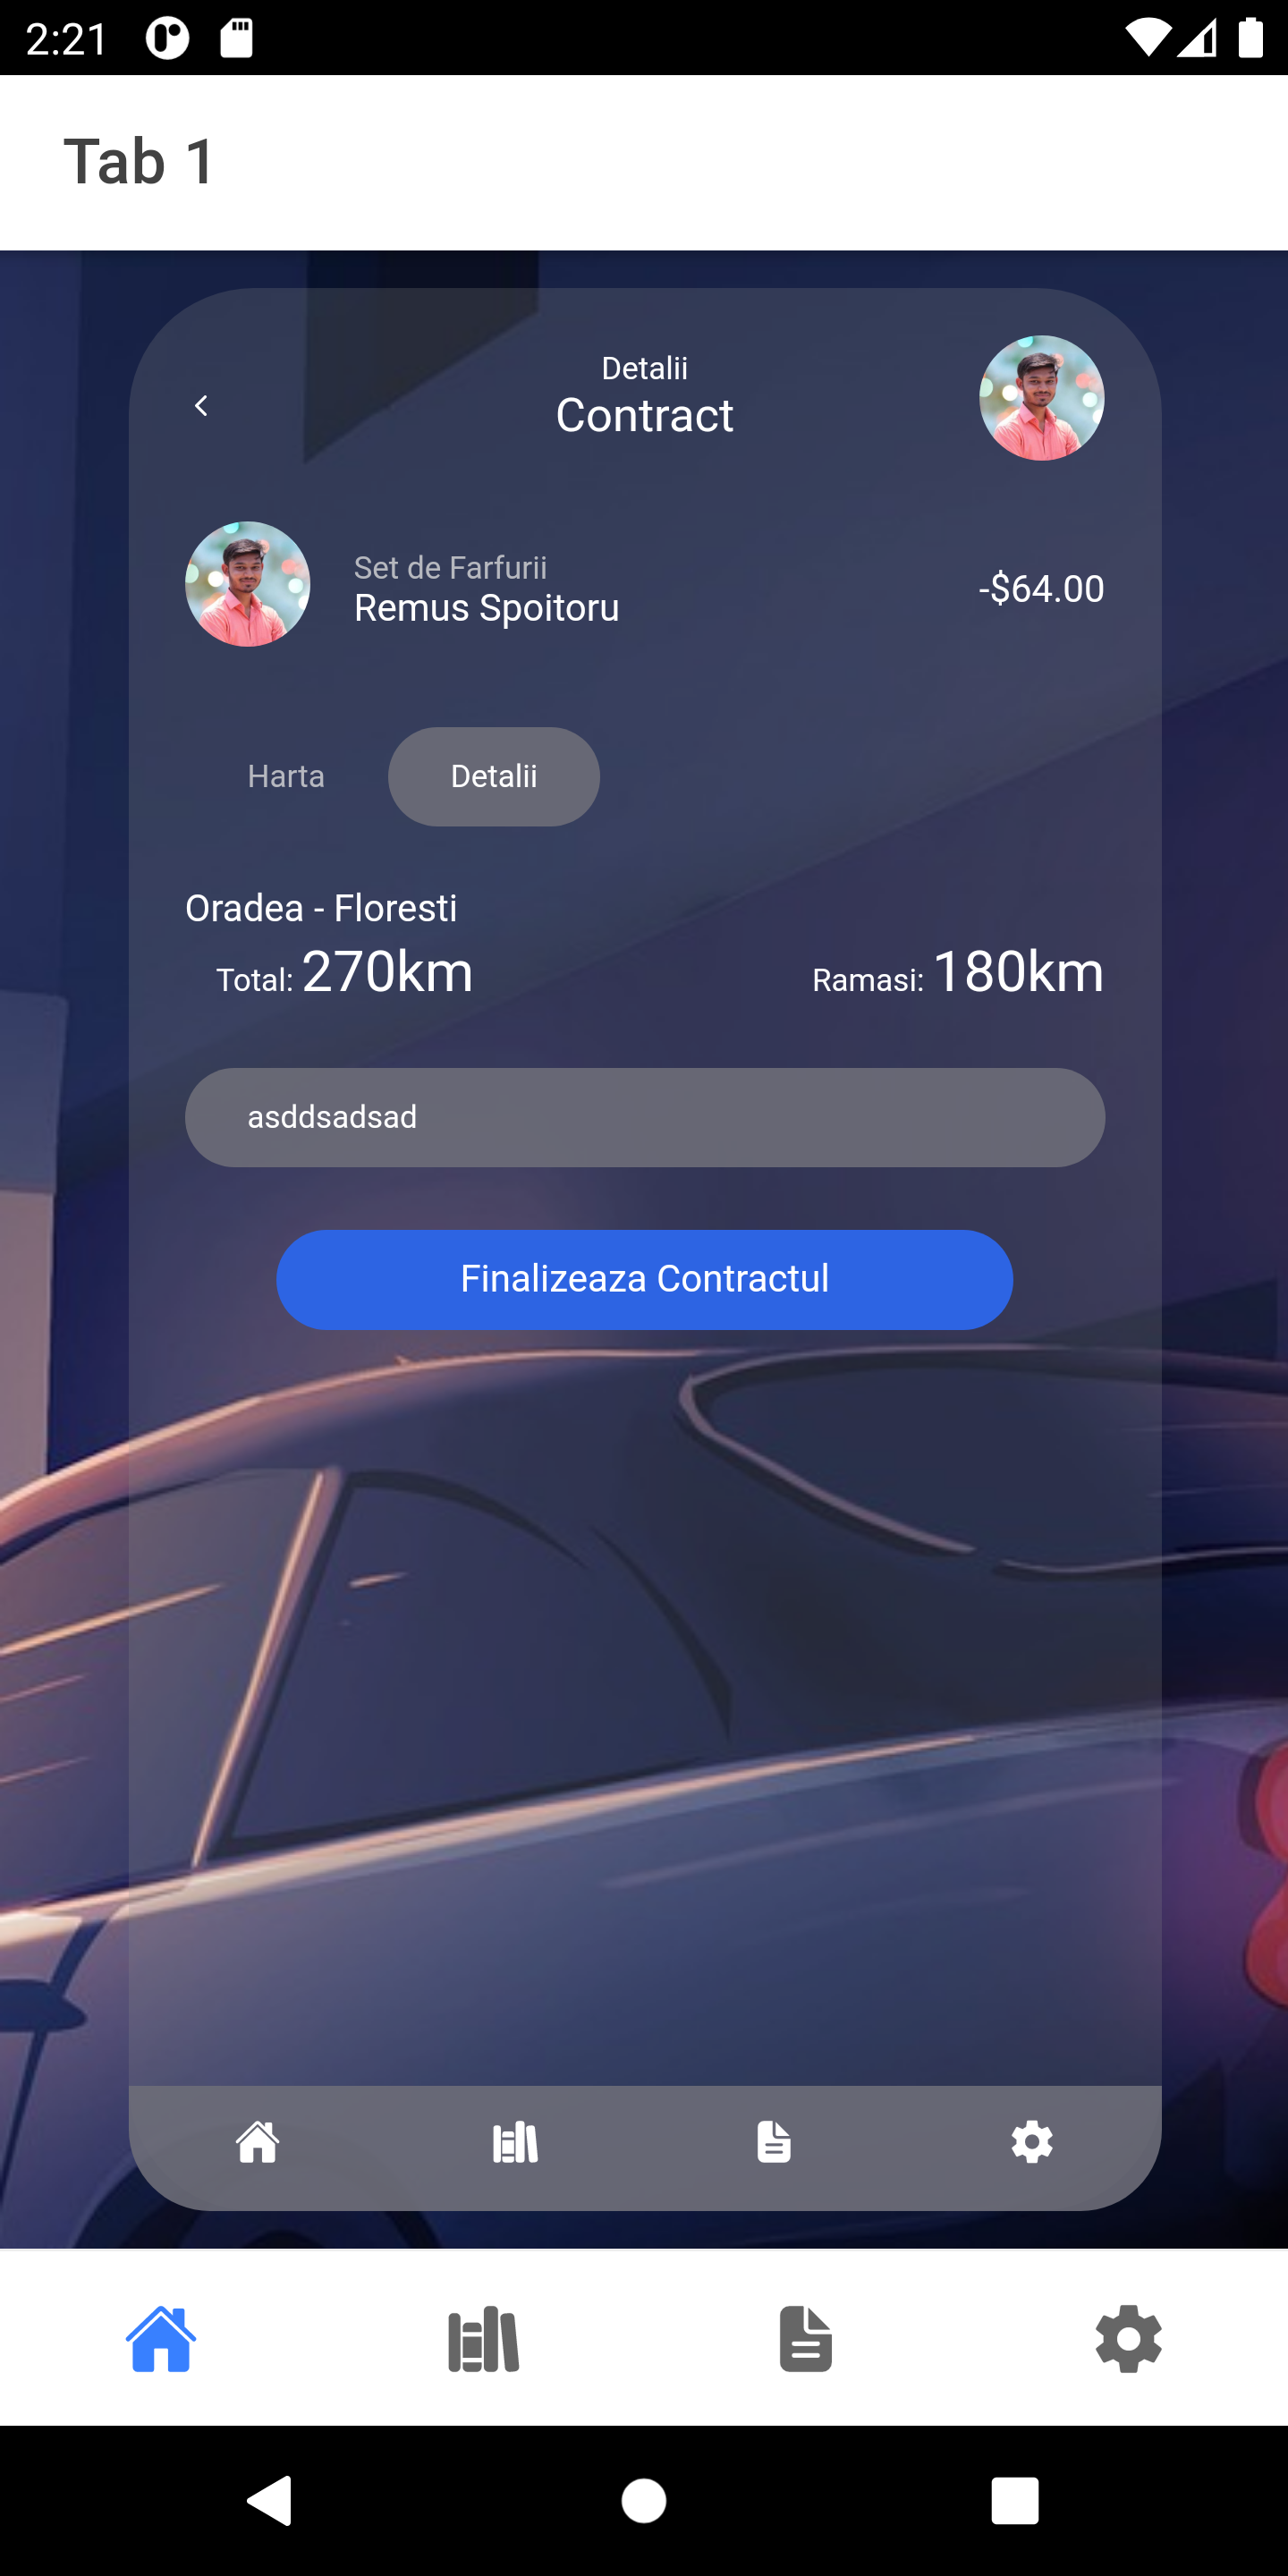 2:21
Tab 1
Detalii
Contract
Set de Farfurii
Remus Spoitoru
-$64.00
Harta
Detalii
Oradea - Floresti
Total: 270km
Ramasi: 180km
asddsadsad
Finalizeaza Contractul